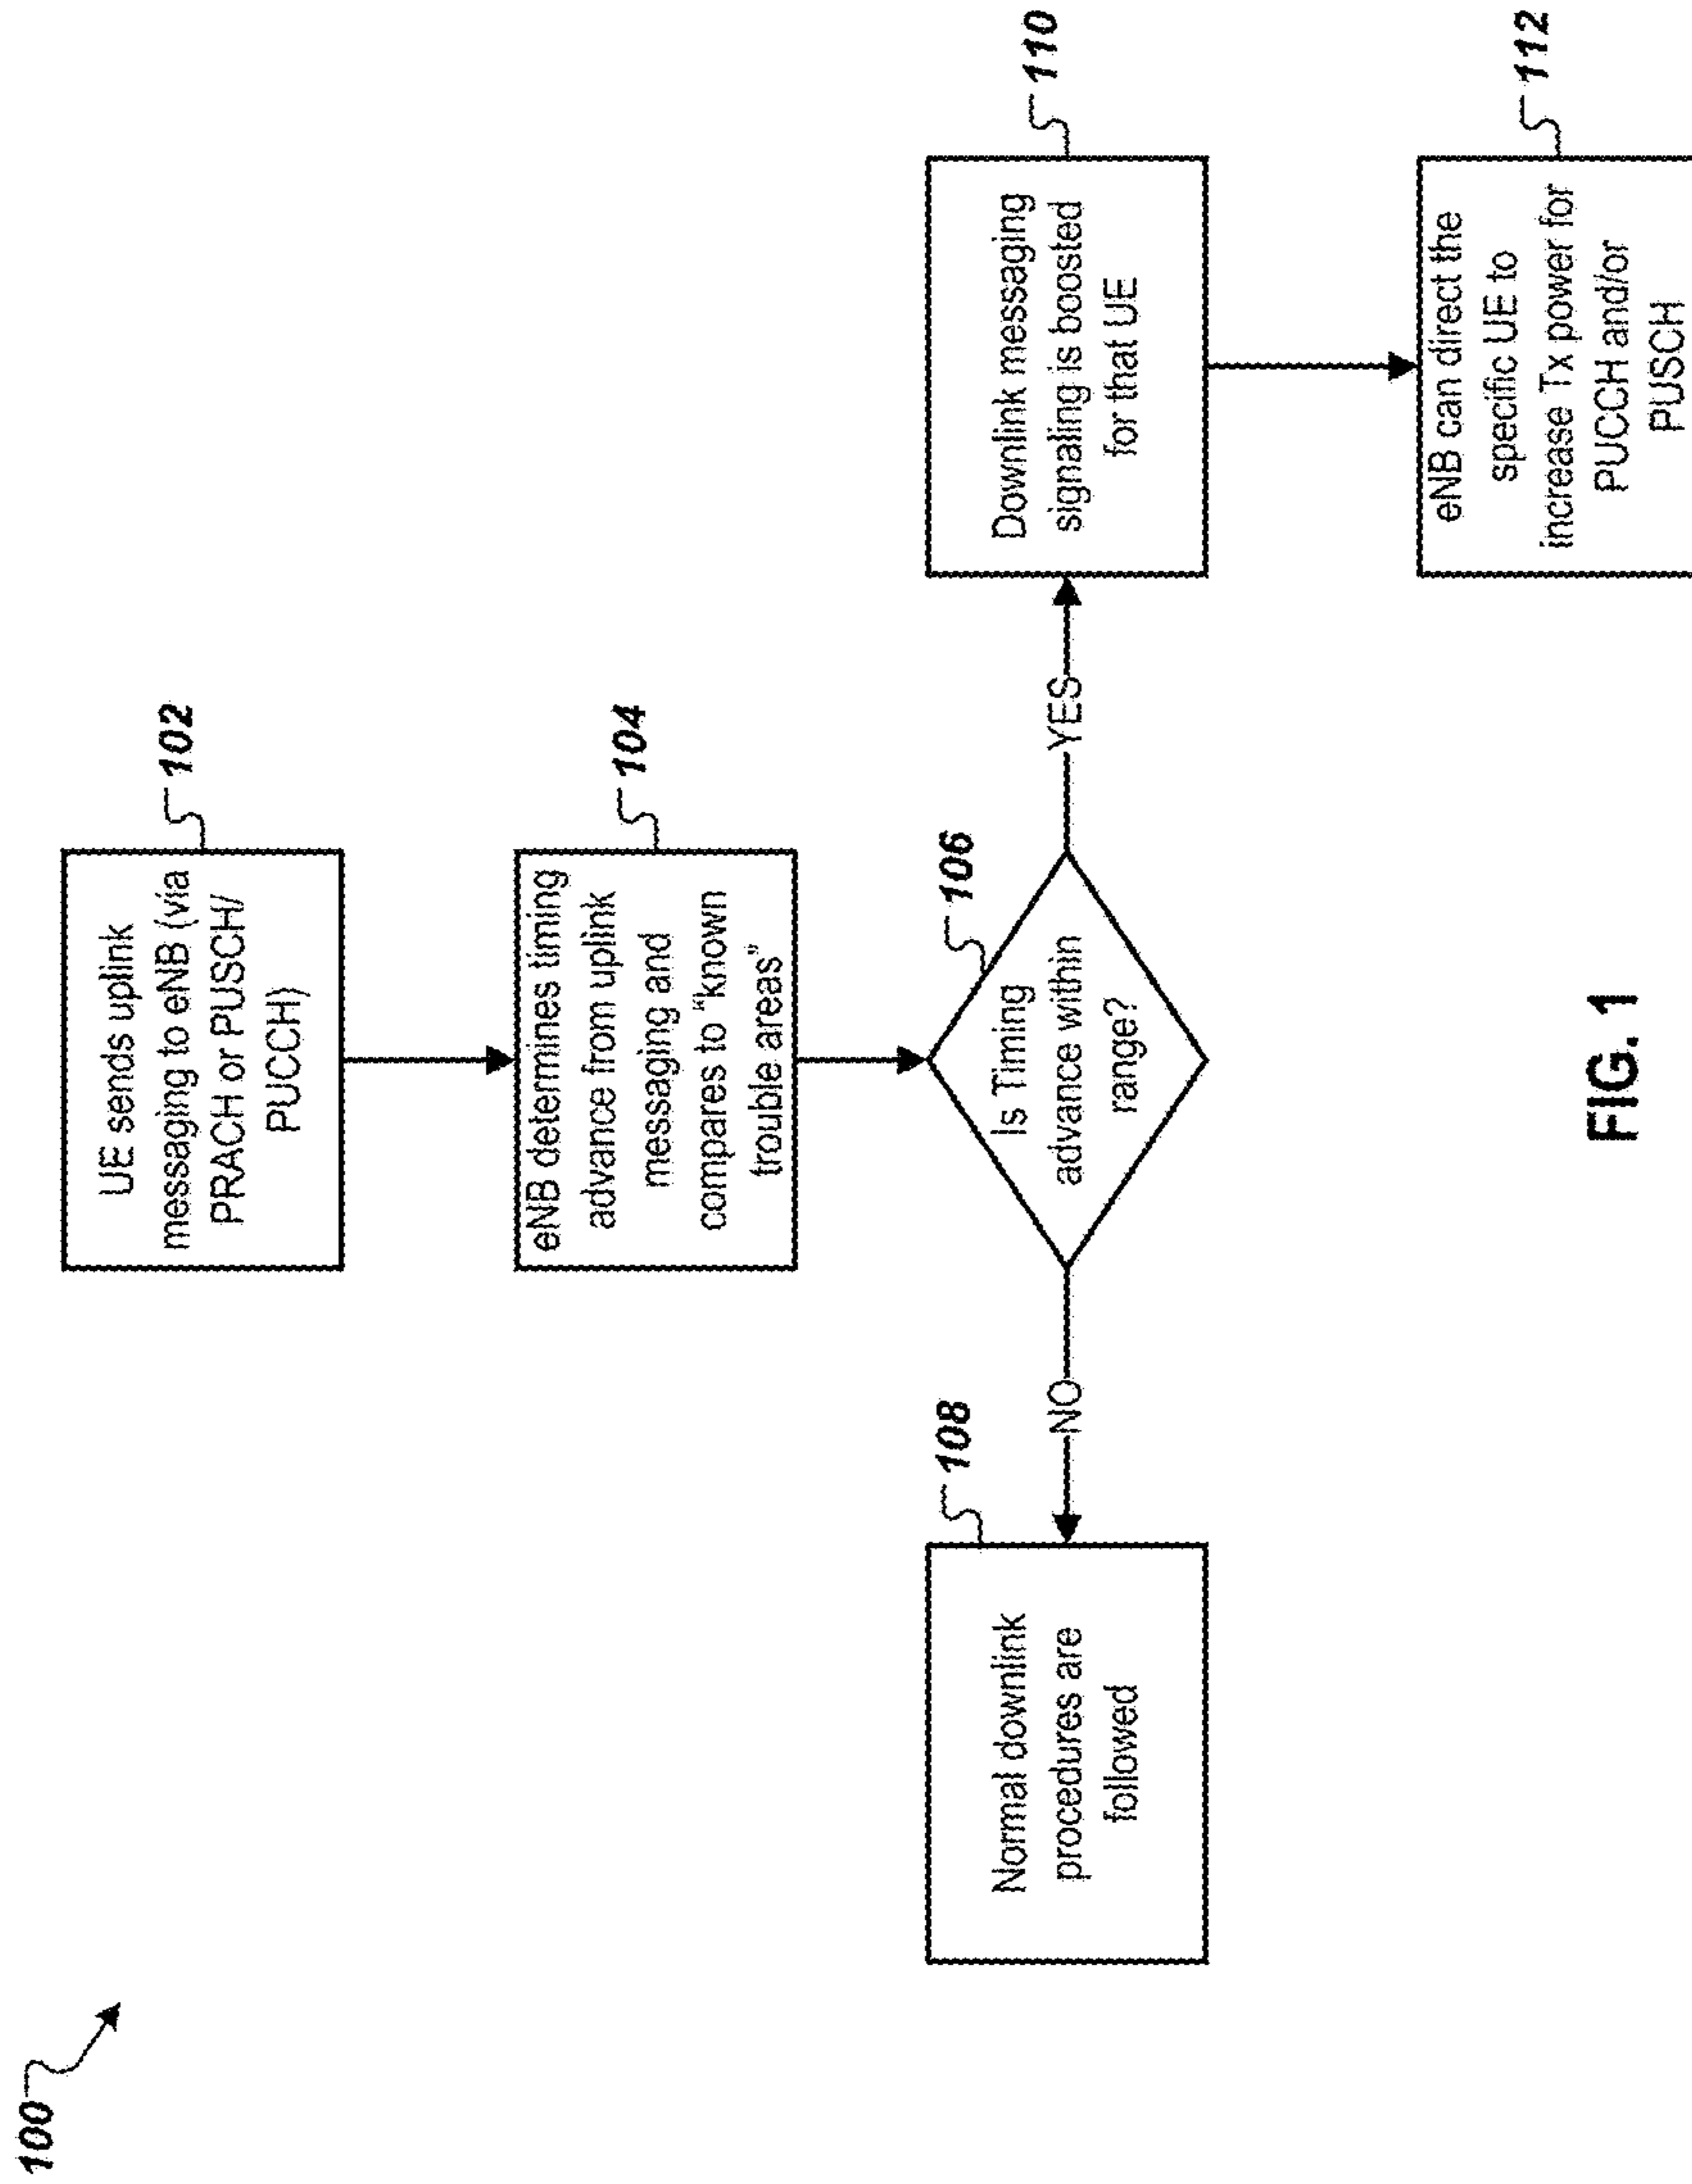 100
102
UE sends uplink
messaging to eNB (via
PRACH or PUSCH/
PUCCH)
104
eNB determines timing
advance from uplink
messaging and
compares to "known
trouble areas"
106
Is Timing
advance within
range?
NO
YES
108
Normal downlink
procedures are
followed
110
Downlink messaging
signaling is boosted
for that UE
112
eNB can direct the
specific UE to
increase Tx power for
PUCCH and/or
PUSCH
FIG. 1